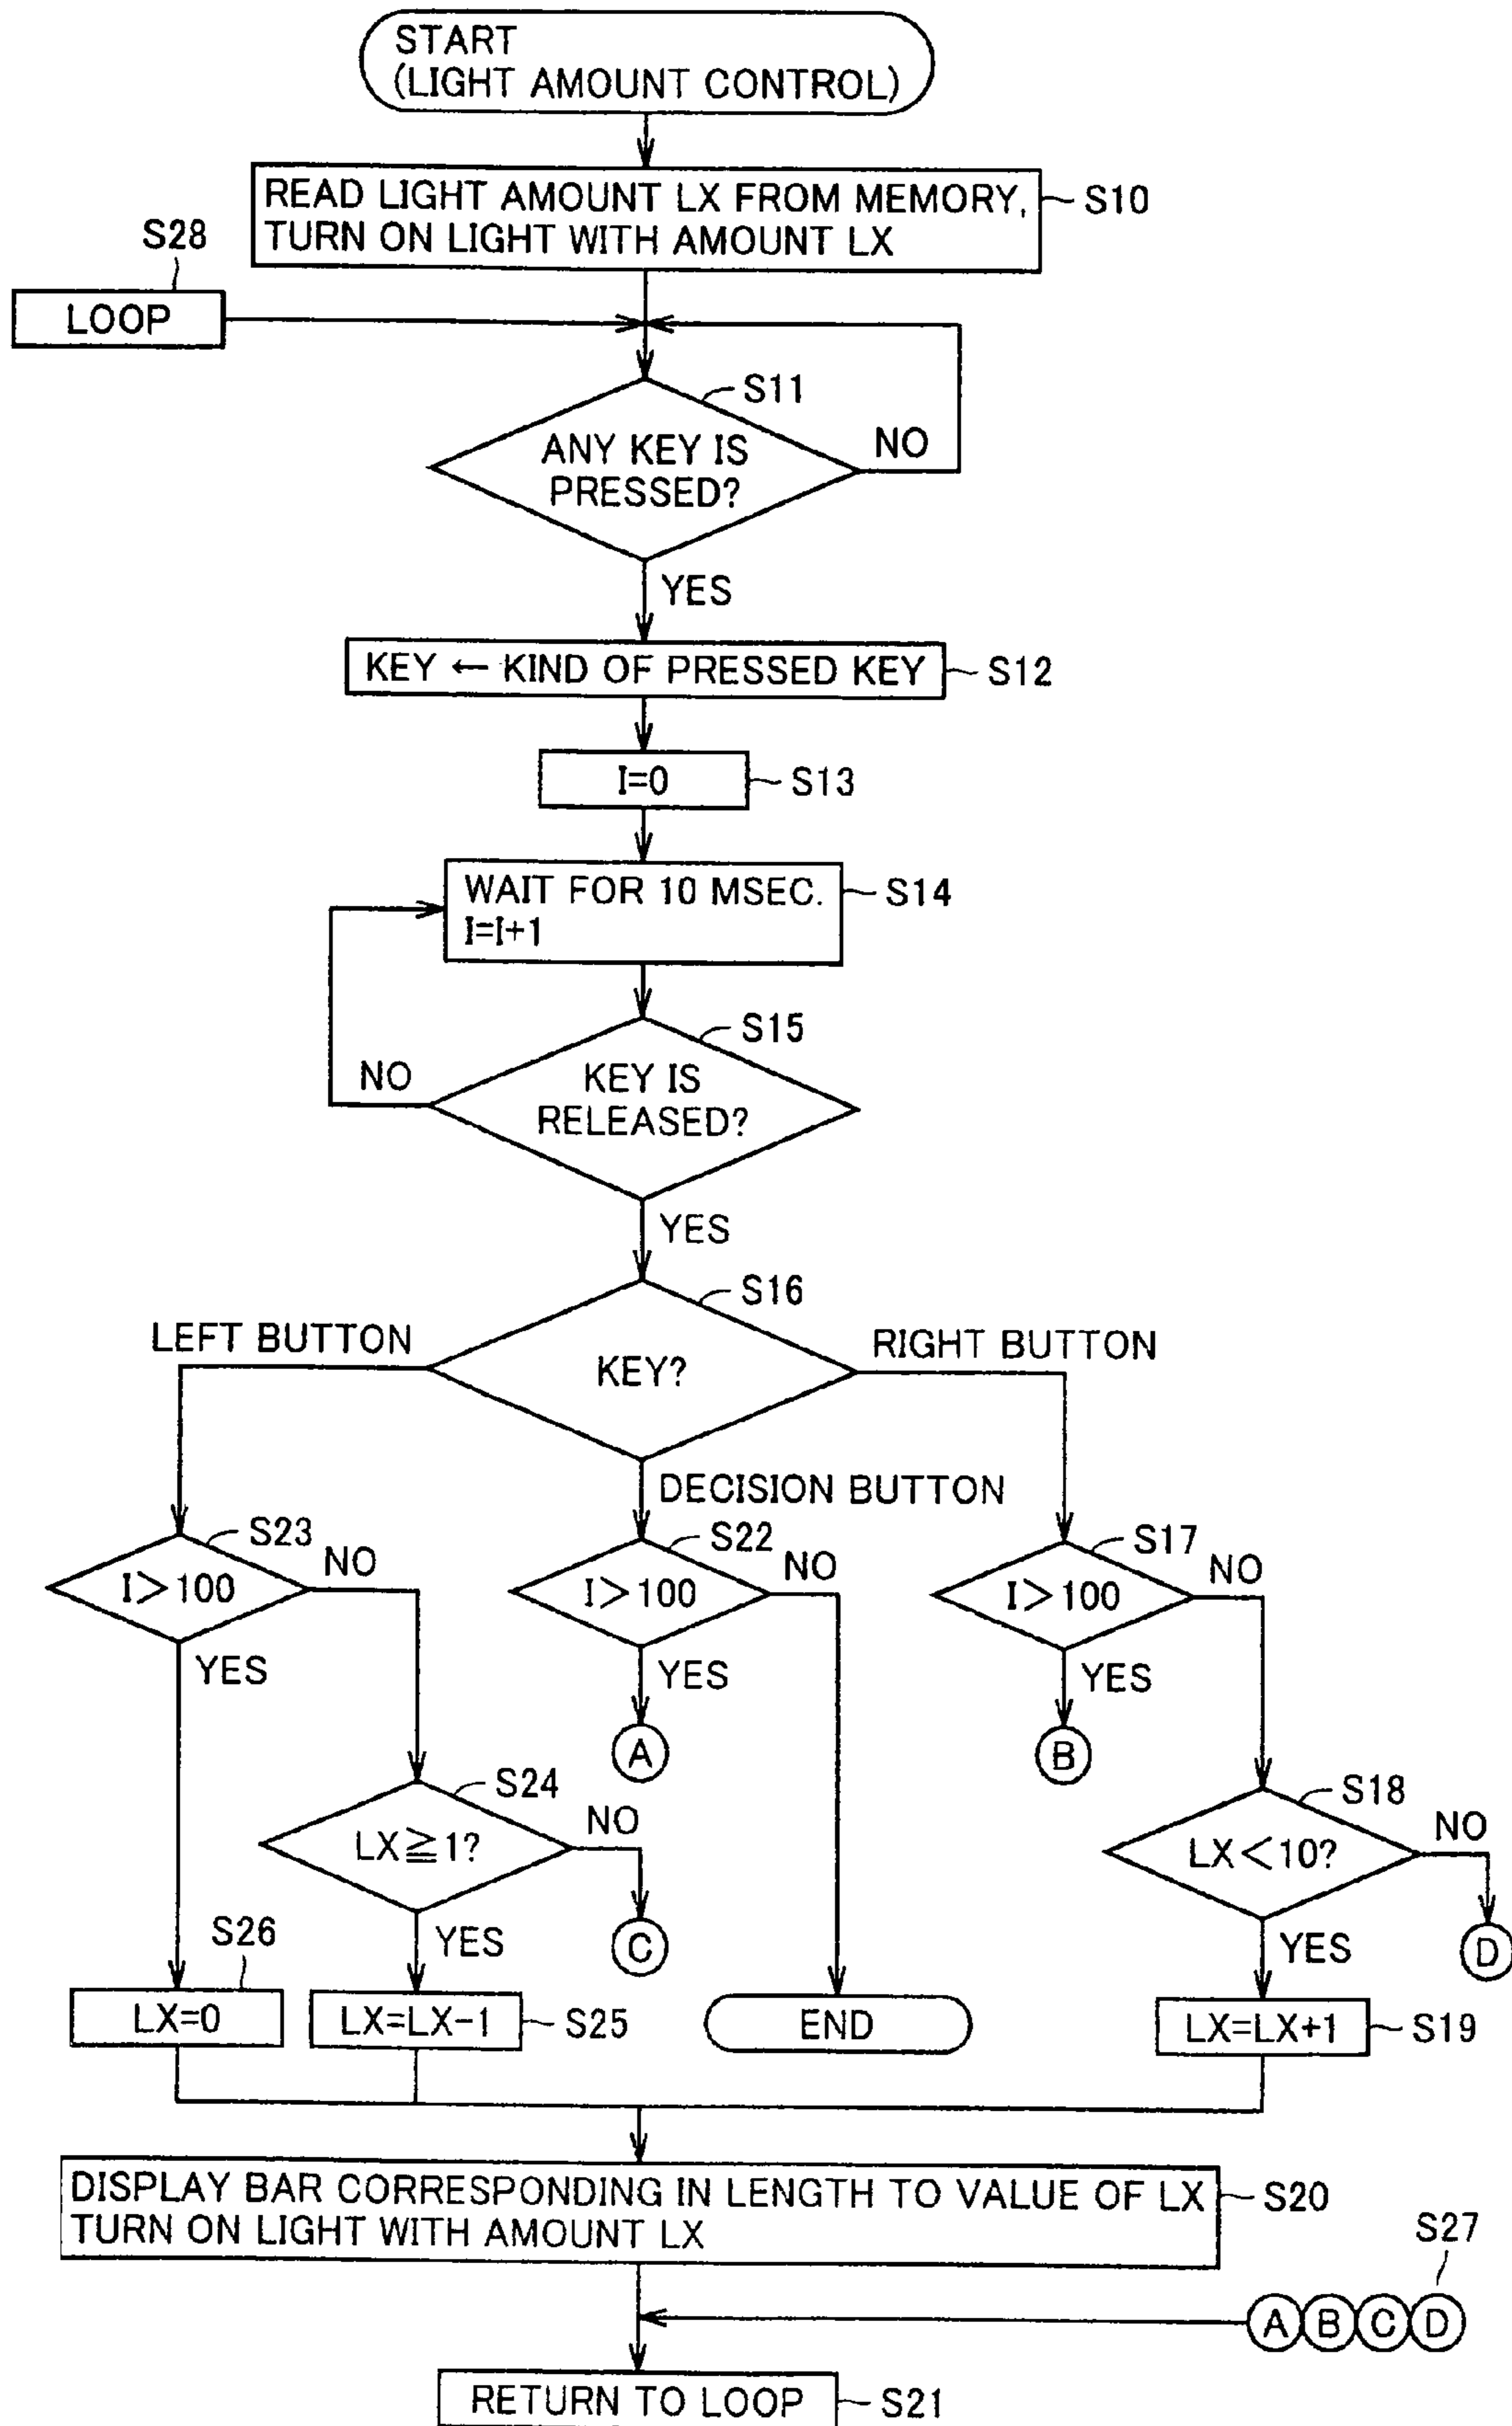 START
(LIGHT AMOUNT CONTROL)
READ LIGHT AMOUNT LX FROM MEMORY,
TURN ON LIGHT WITH AMOUNT LX
S10
S28
LOOP
S11
ANY KEY IS
PRESSED?
NO
YES
KEY ← KIND OF PRESSED KEY
S12
I=0
S13
WAIT FOR 10 MSEC.
I=I+1
S14
S15
KEY IS
RELEASED?
NO
YES
S16
KEY?
LEFT BUTTON
RIGHT BUTTON
DECISION BUTTON
S23
I>100
NO
YES
S22
I>100
NO
YES
A
S17
I>100
NO
YES
B
S24
LX≧1?
NO
C
YES
S18
LX<10?
NO
D
YES
S26
LX=0
LX=LX-1
S25
END
LX=LX+1
S19
DISPLAY BAR CORRESPONDING IN LENGTH TO VALUE OF LX
TURN ON LIGHT WITH AMOUNT LX
S20
S27
A B C D
RETURN TO LOOP
S21